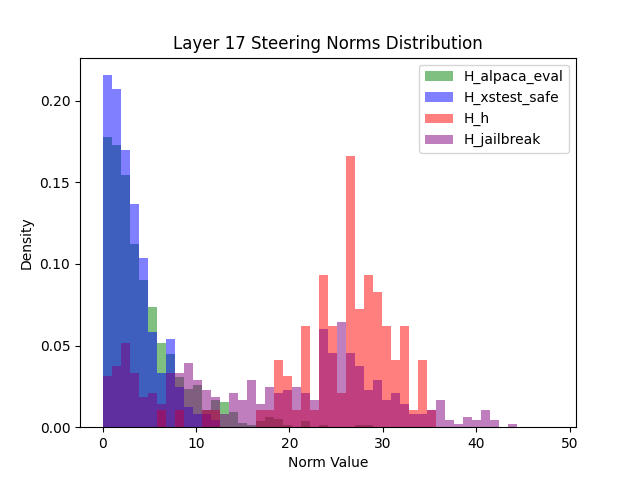 Layer 17 Steering Norms Distribution
H_alpaca_eval
H_xstest_safe
H_h
H_jailbreak
Density
0.20
0.15
0.10
0.05
0.00
0 10 20 30 40 50
Norm Value